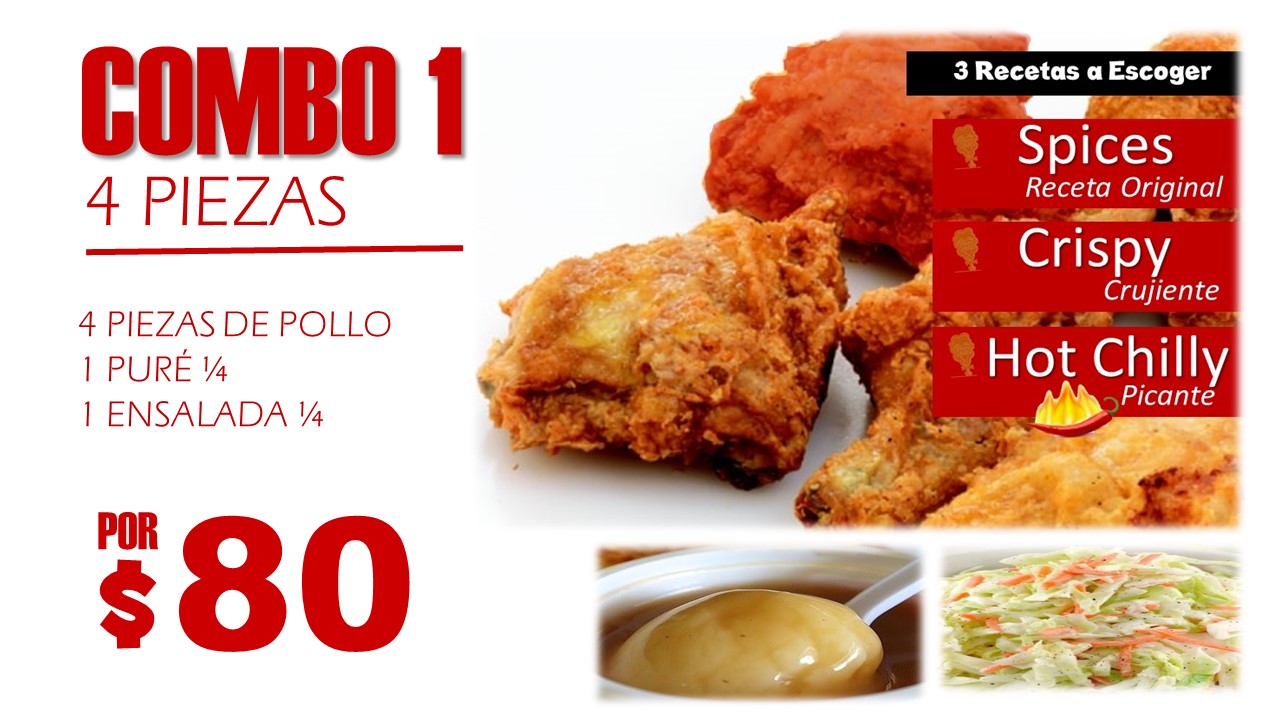 COMBO 1
4 PIEZAS
4 PIEZAS DE POLLO
1 PURÉ ¼
1 ENSALADA ¼
POR
$80
3 Recetas a Escoger
Spices
Receta Original
Crispy
Crujiente
Hot Chilly
Picante